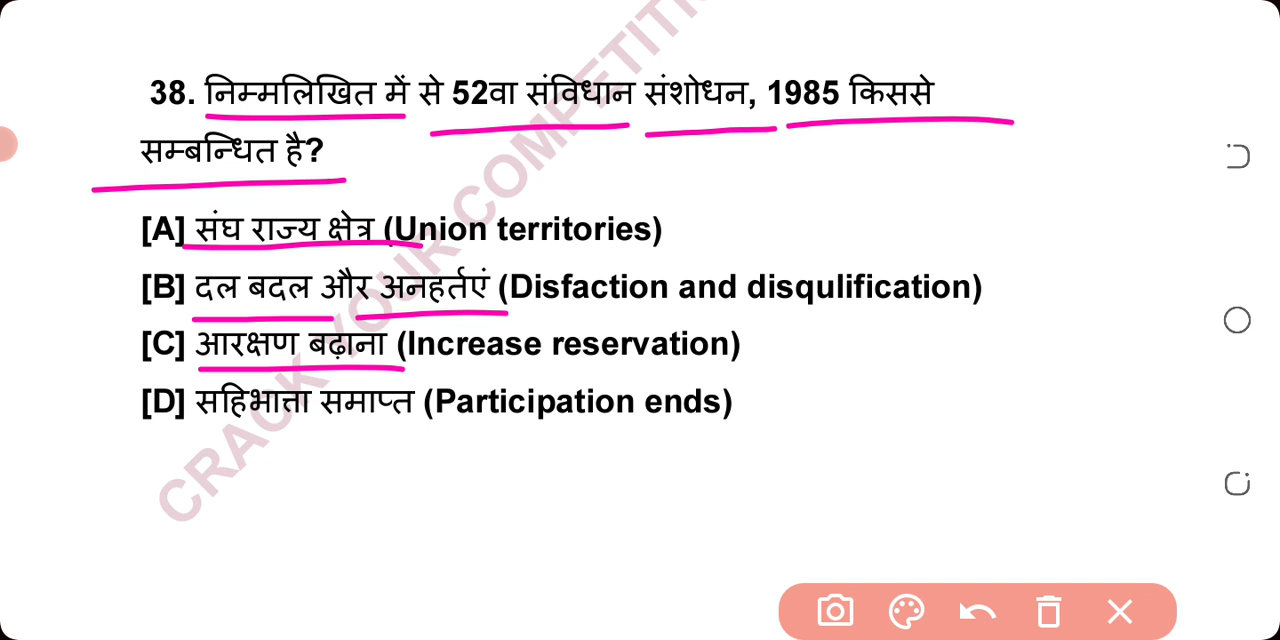 38. निम्मलिखित में से 52वा संविधान संशोधन, 1985 किससे
सम्बन्धित है?
[A] संघ राज्य क्षेत्र (Union territories)
[B] दल बदल और अनहर्तएं (Disfaction and disqulification)
[C] आरक्षण बढ़ाना (Increase reservation)
[D] सहिभात्ता समाप्त (Participation ends)
CRACK YOUR COMPETITI